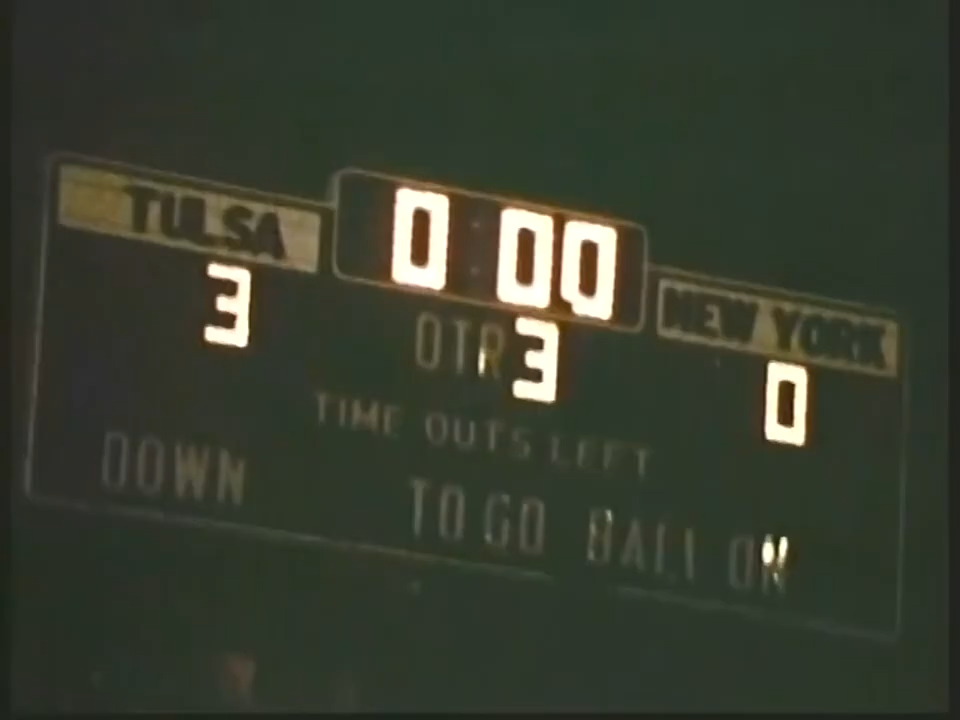 TULSA 0:00 NEW YORK
3 QTR 3 0
TIME OUTS LEFT
DOWN TO GO BALL ON